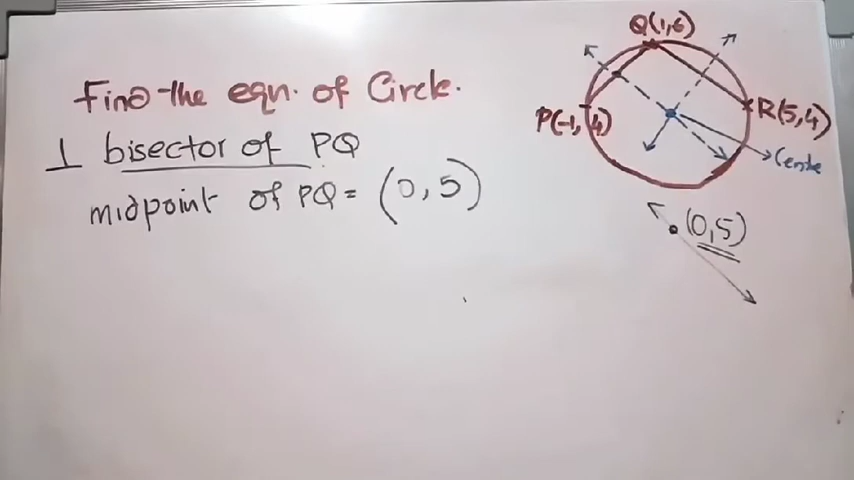 Find the eqn. of Circle.
⊥ bisector of PQ
midpoint of PQ = (0,5)
Q(1,6)
P(-1,4)
R(5,4)
Centre
(0,5)